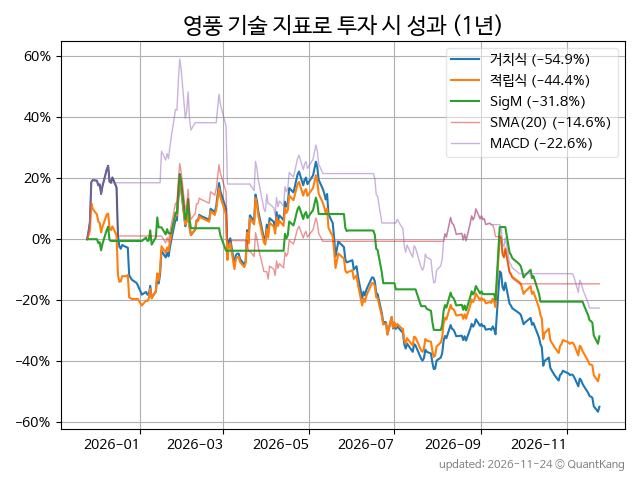 영풍 기술 지표로 투자 시 성과 (1년)
거치식 (−54.9%)
적립식 (−44.4%)
SigM (−31.8%)
SMA(20) (−14.6%)
MACD (−22.6%)
60%
40%
20%
0%
−20%
−40%
−60%
2026-01 2026-03 2026-05 2026-07 2026-09 2026-11
updated: 2026-11-24 © QuantKang